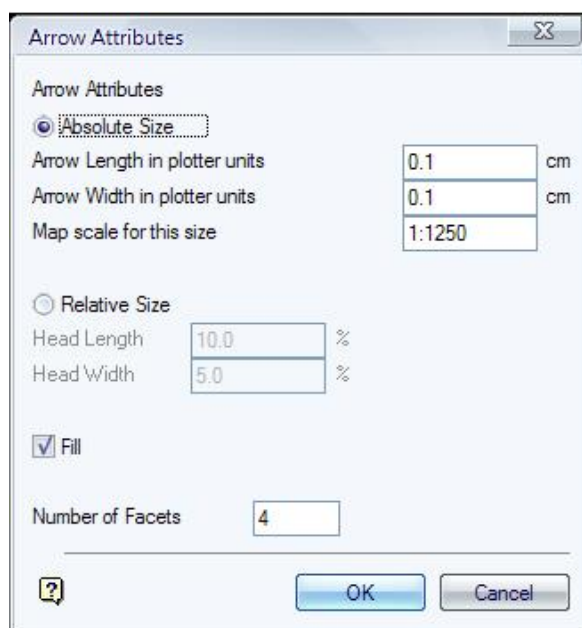 Arrow Attributes
Arrow Attributes
Absolute Size
Arrow Length in plotter units 0.1 cm
Arrow Width in plotter units 0.1 cm
Map scale for this size 1:1250
Relative Size
Head Length 10.0 %
Head Width 5.0 %
Fill
Number of Facets 4
? OK Cancel